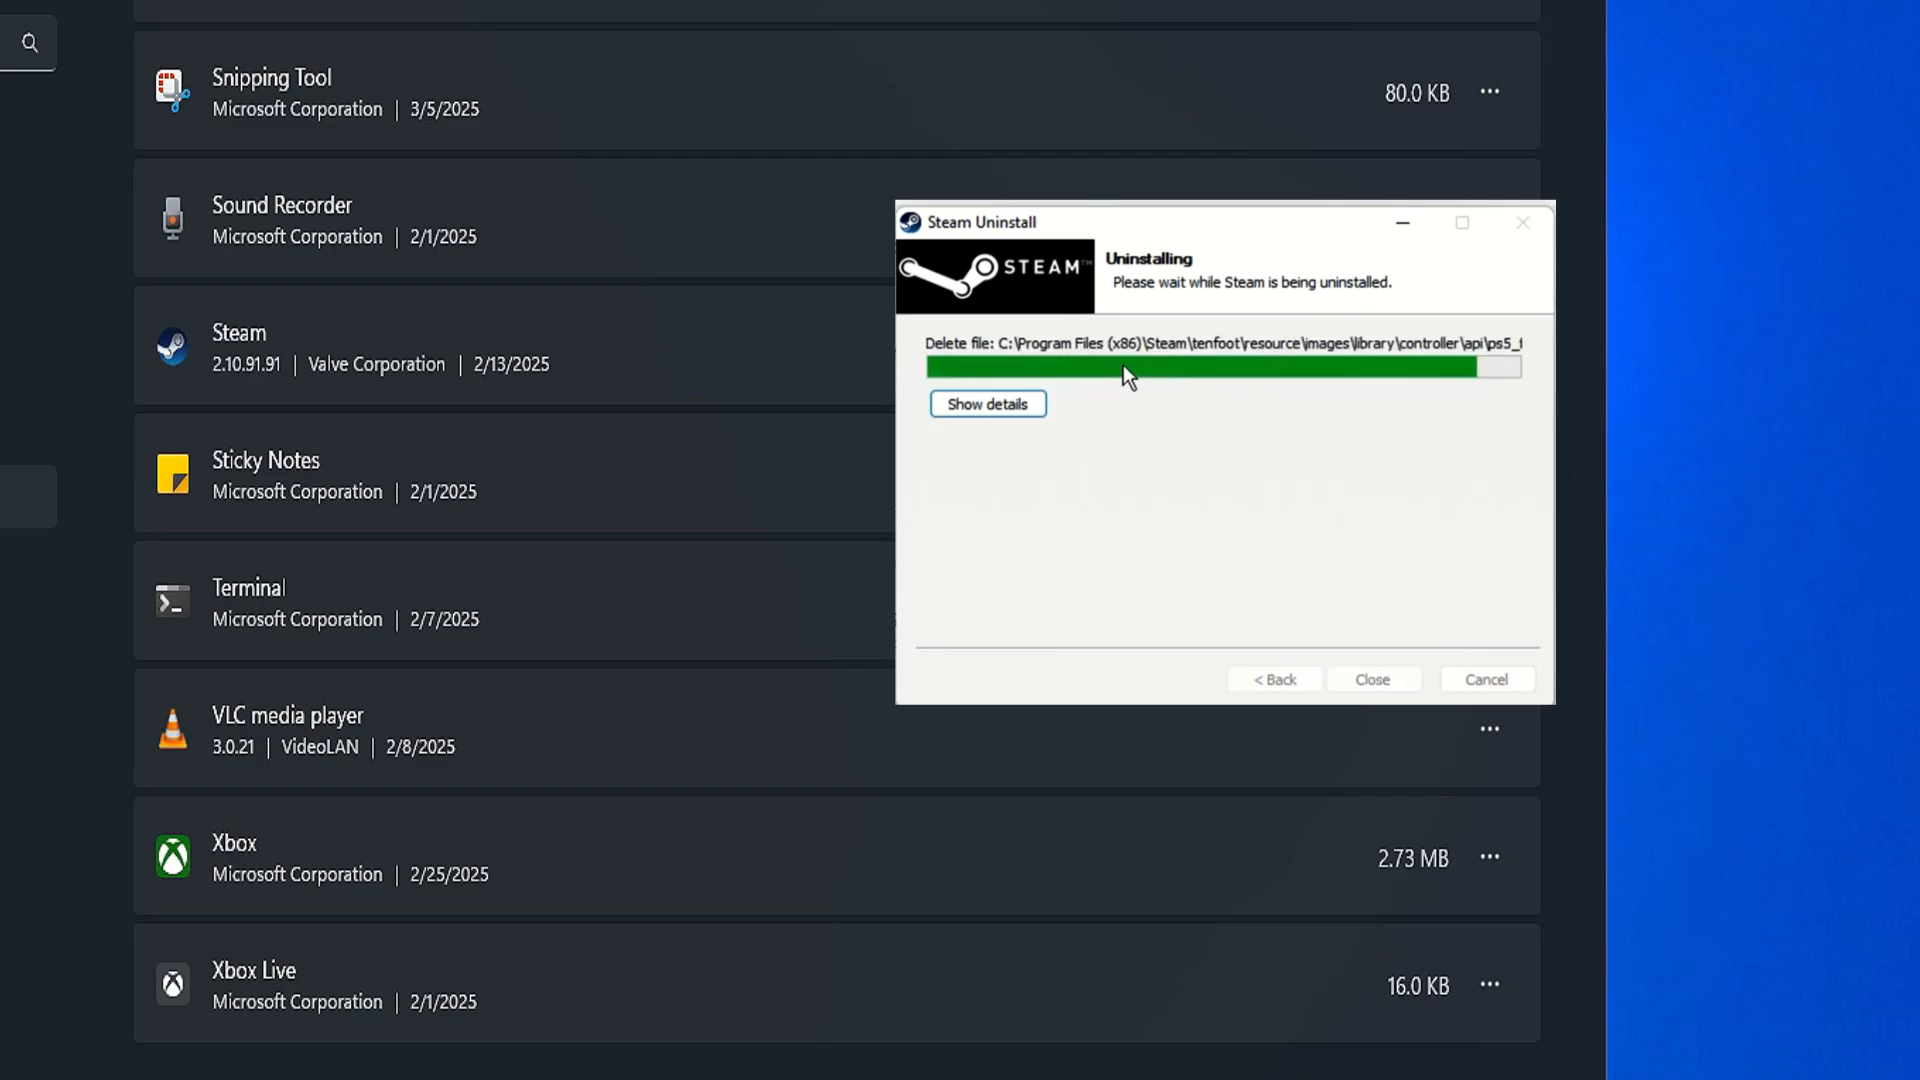 Snipping Tool
Microsoft Corporation | 3/5/2025
80.0 KB
Sound Recorder
Microsoft Corporation | 2/1/2025
Steam
2.10.91.91 | Valve Corporation | 2/13/2025
Sticky Notes
Microsoft Corporation | 2/1/2025
Terminal
Microsoft Corporation | 2/7/2025
VLC media player
3.0.21 | VideoLAN | 2/8/2025
Xbox
Microsoft Corporation | 2/25/2025
2.73 MB
Xbox Live
Microsoft Corporation | 2/1/2025
16.0 KB
Steam Uninstall
STEAM™
Uninstalling
Please wait while Steam is being uninstalled.
Delete file: C:\Program Files (x86)\Steam\tenfoot\resource\images\library\controller\api\ps5_
Show details
< Back
Close
Cancel